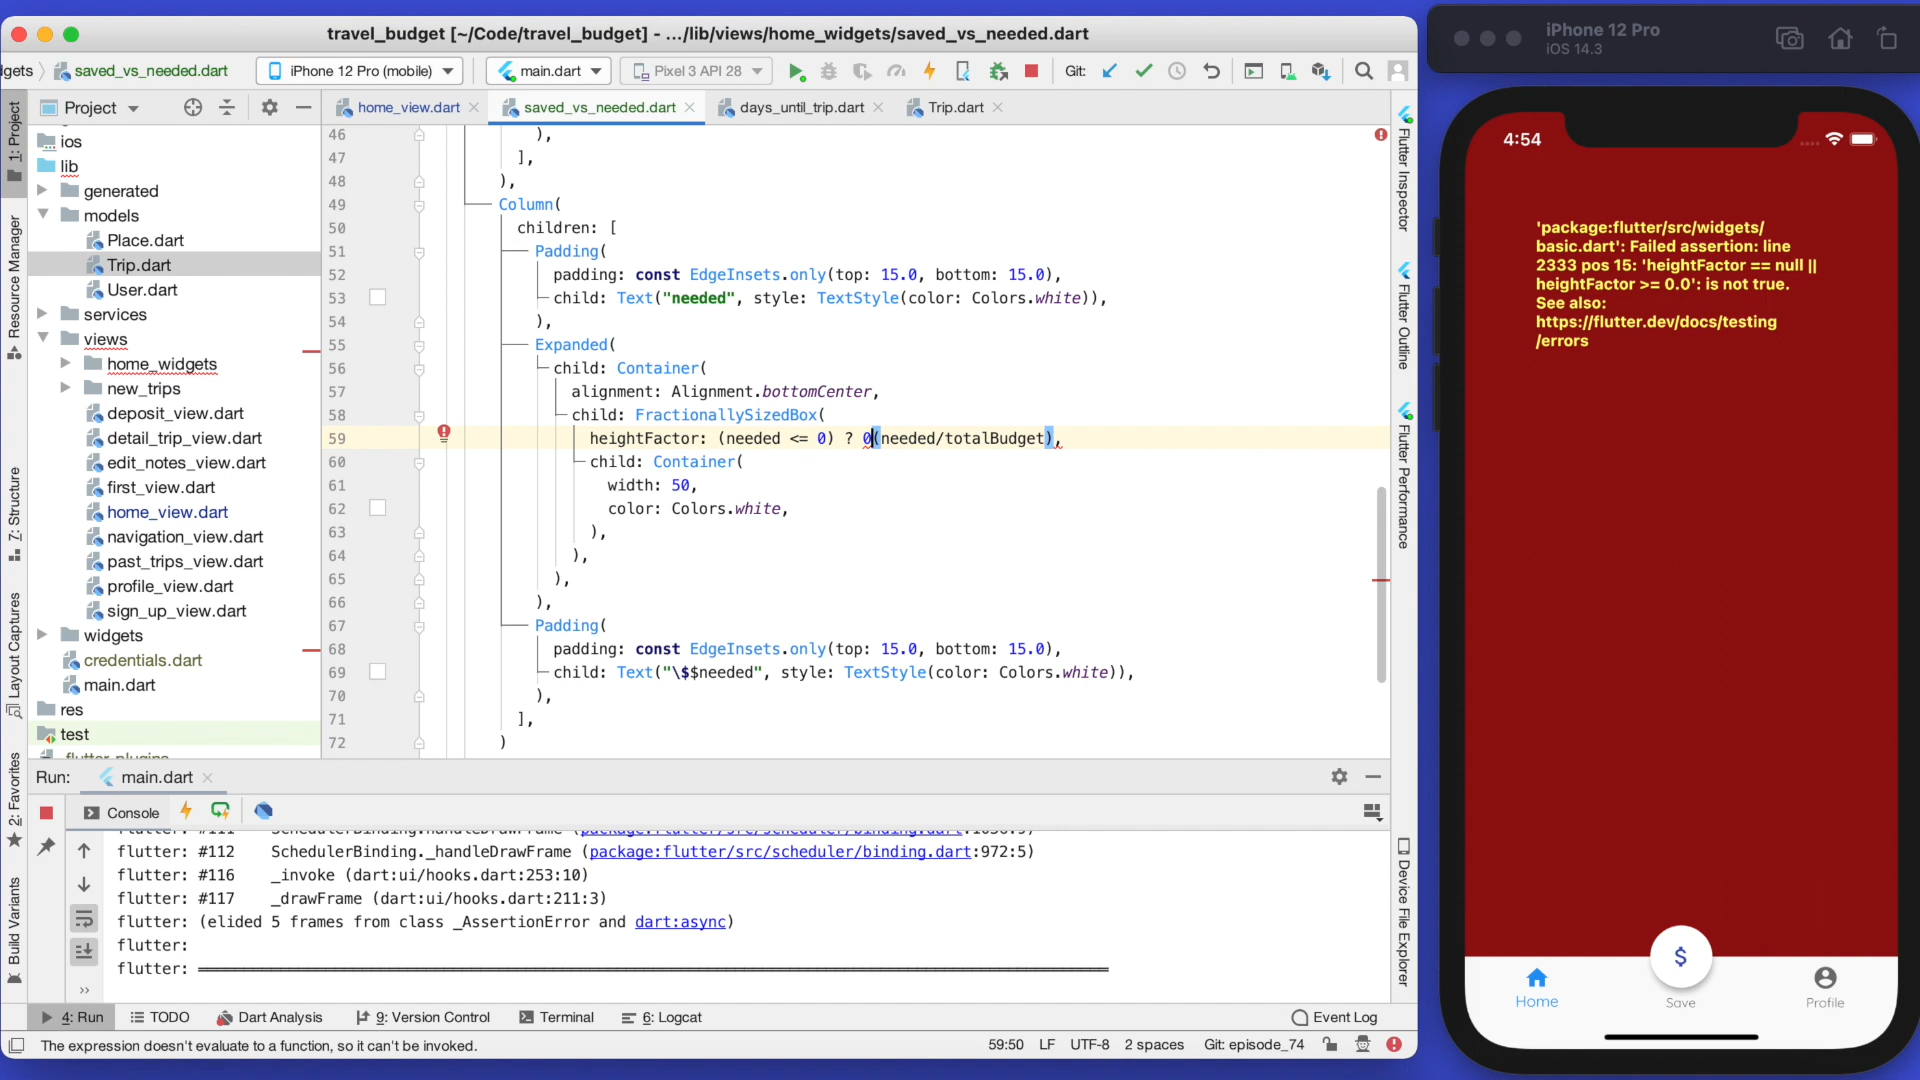 travel_budget [~/Code/travel_budget] - .../lib/views/home_widgets/saved_vs_needed.dart
saved_vs_needed.dart
iPhone 12 Pro (mobile)
main.dart
Pixel 3 API 28
Git:
Project
home_view.dart
saved_vs_needed.dart
days_until_trip.dart
Trip.dart
1: Project
Resource Manager
7: Structure
Layout Captures
2: Favorites
Build Variants
ios
lib
generated
models
Place.dart
Trip.dart
User.dart
services
views
home_widgets
new_trips
deposit_view.dart
detail_trip_view.dart
edit_notes_view.dart
first_view.dart
home_view.dart
navigation_view.dart
past_trips_view.dart
profile_view.dart
sign_up_view.dart
widgets
credentials.dart
main.dart
res
test
.flutter-plugins
46 ),
47 ],
48 ),
49 Column(
50 children: [
51 Padding(
52 padding: const EdgeInsets.only(top: 15.0, bottom: 15.0),
53 child: Text("needed", style: TextStyle(color: Colors.white)),
54 ),
55 Expanded(
56 child: Container(
57 alignment: Alignment.bottomCenter,
58 child: FractionallySizedBox(
59 heightFactor: (needed <= 0) ? 0(needed/totalBudget),
60 child: Container(
61 width: 50,
62 color: Colors.white,
63 ),
64 ),
65 ),
66 ),
67 Padding(
68 padding: const EdgeInsets.only(top: 15.0, bottom: 15.0),
69 child: Text("\$$needed", style: TextStyle(color: Colors.white)),
70 ),
71 ],
72 )
Flutter Inspector
Flutter Outline
Flutter Performance
Device File Explorer
Run: main.dart
Console
flutter: #111 SchedulerBinding.handleDrawFrame (package:flutter/src/scheduler/binding.dart
flutter: #112 SchedulerBinding._handleDrawFrame (package:flutter/src/scheduler/binding.dart:972:5)
flutter: #116 _invoke (dart:ui/hooks.dart:253:10)
flutter: #117 _drawFrame (dart:ui/hooks.dart:211:3)
flutter: (elided 5 frames from class _AssertionError and dart:async)
flutter:
flutter: ════════════════════════════════════════
4: Run
TODO
Dart Analysis
9: Version Control
Terminal
6: Logcat
Event Log
The expression doesn't evaluate to a function, so it can't be invoked.
59:50 LF UTF-8 2 spaces Git: episode_74
iPhone 12 Pro
iOS 14.3
4:54
'package:flutter/src/widgets/
basic.dart': Failed assertion: line
2333 pos 15: 'heightFactor == null ||
heightFactor >= 0.0': is not true.
See also:
https://flutter.dev/docs/testing
/errors
$
Home
Save
Profile